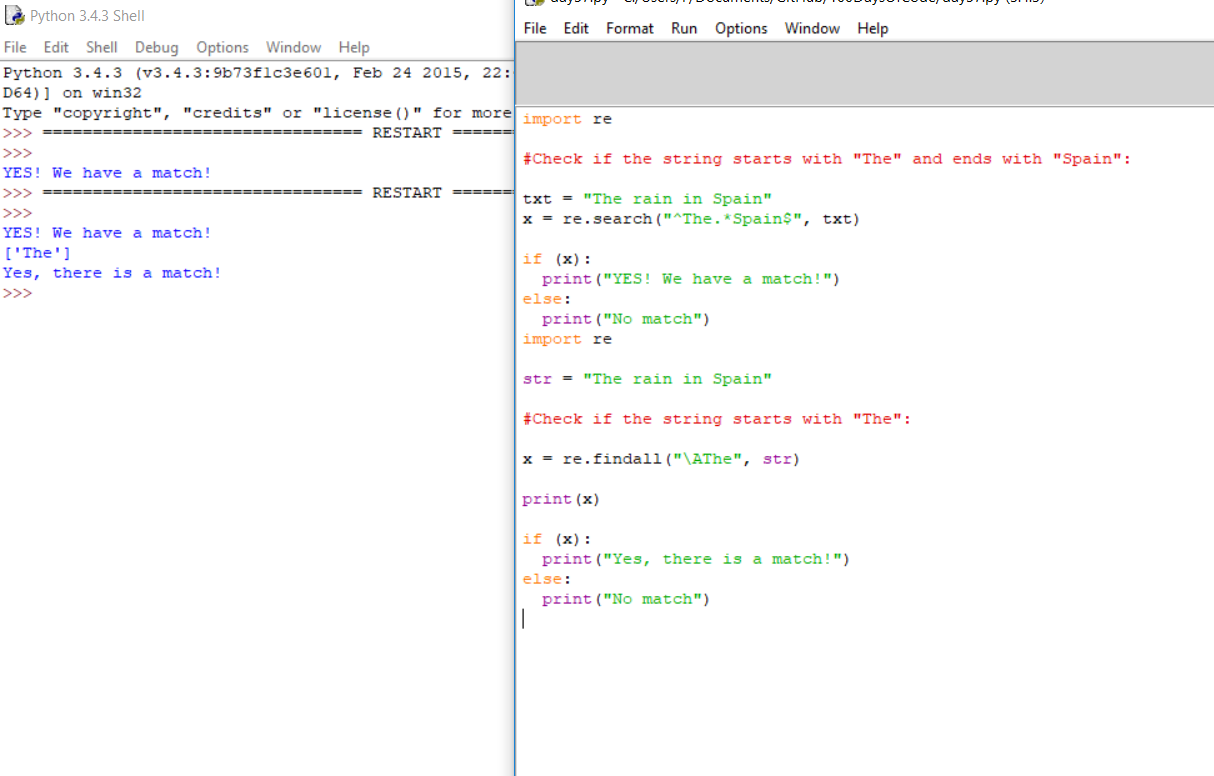 Python 3.4.3 Shell
File Edit Shell Debug Options Window Help
Python 3.4.3 (v3.4.3:9b73f1c3e601, Feb 24 2015, 22:
D64)] on win32
Type "copyright", "credits" or "license()" for more
>>> ================================ RESTART ======
>>>
YES! We have a match!
>>> ================================ RESTART ======
>>>
YES! We have a match!
['The']
Yes, there is a match!
>>>
File Edit Format Run Options Window Help
import re
#Check if the string starts with "The" and ends with "Spain":
txt = "The rain in Spain"
x = re.search("^The.*Spain$", txt)
if (x):
  print("YES! We have a match!")
else:
  print("No match")
import re
str = "The rain in Spain"
#Check if the string starts with "The":
x = re.findall("\AThe", str)
print(x)
if (x):
  print("Yes, there is a match!")
else:
  print("No match")